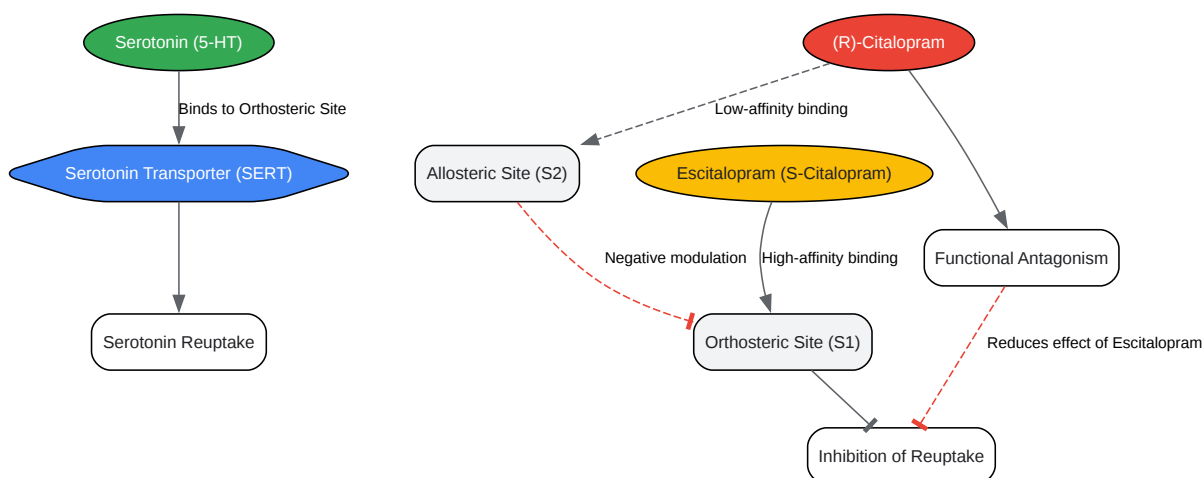 Serotonin (5-HT)
(R)-Citalopram
Binds to Orthosteric Site
Low-affinity binding
Serotonin Transporter (SERT)
Allosteric Site (S2)
Escitalopram (S-Citalopram)
Negative modulation
High-affinity binding
Functional Antagonism
Serotonin Reuptake
Orthosteric Site (S1)
Reduces effect of Escitalopram
Inhibition of Reuptake